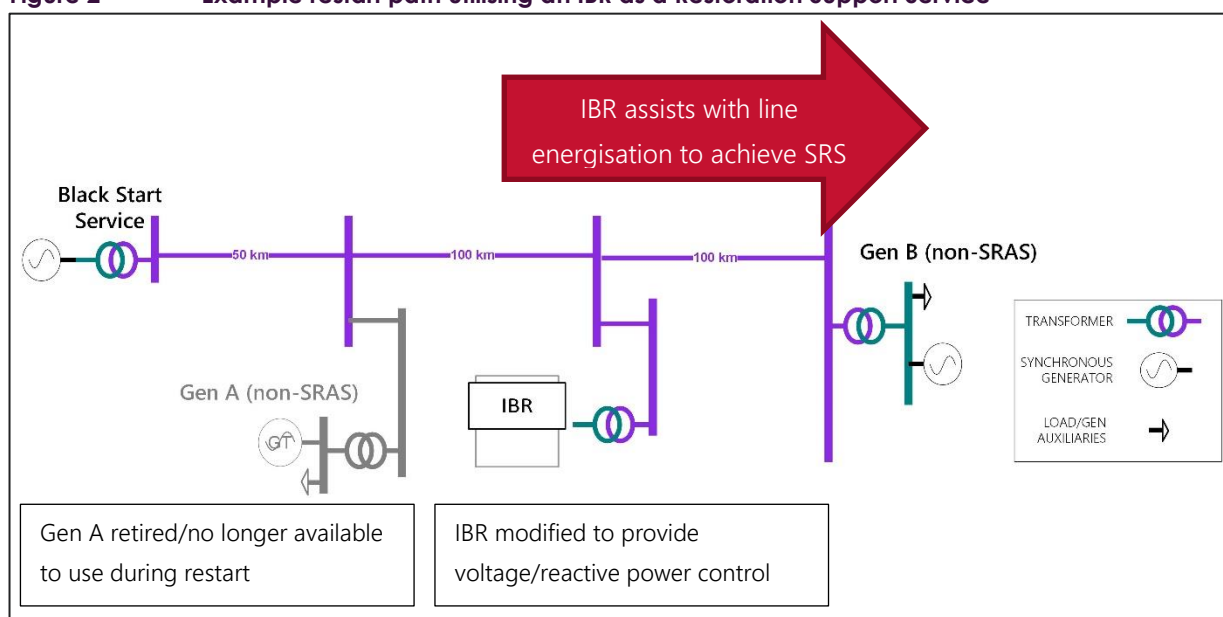 Figure 2 Example restart path utilising an IBR as a Restoration Support Service
IBR assists with line
energisation to achieve SRS
Black Start
Service
50 km
100 km
100 km
Gen B (non-SRAS)
Gen A (non-SRAS)
GT
IBR
TRANSFORMER
SYNCHRONOUS
GENERATOR
LOAD/GEN
AUXILIARIES
Gen A retired/no longer available
to use during restart
IBR modified to provide
voltage/reactive power control